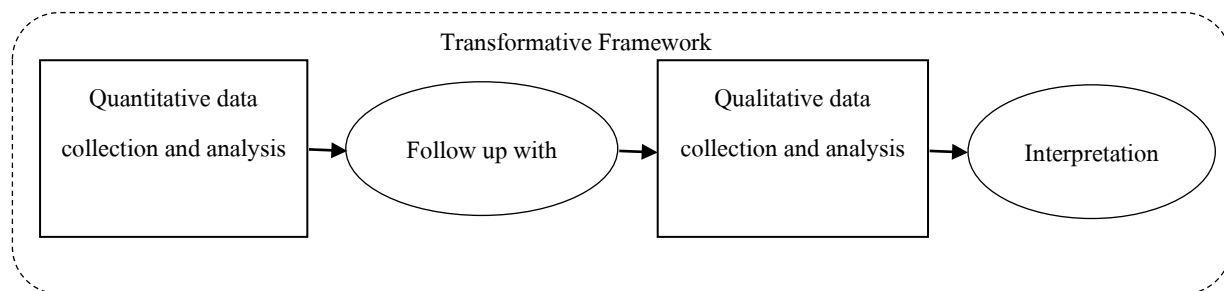 Transformative Framework
Quantitative data
collection and analysis
Follow up with
Qualitative data
collection and analysis
Interpretation